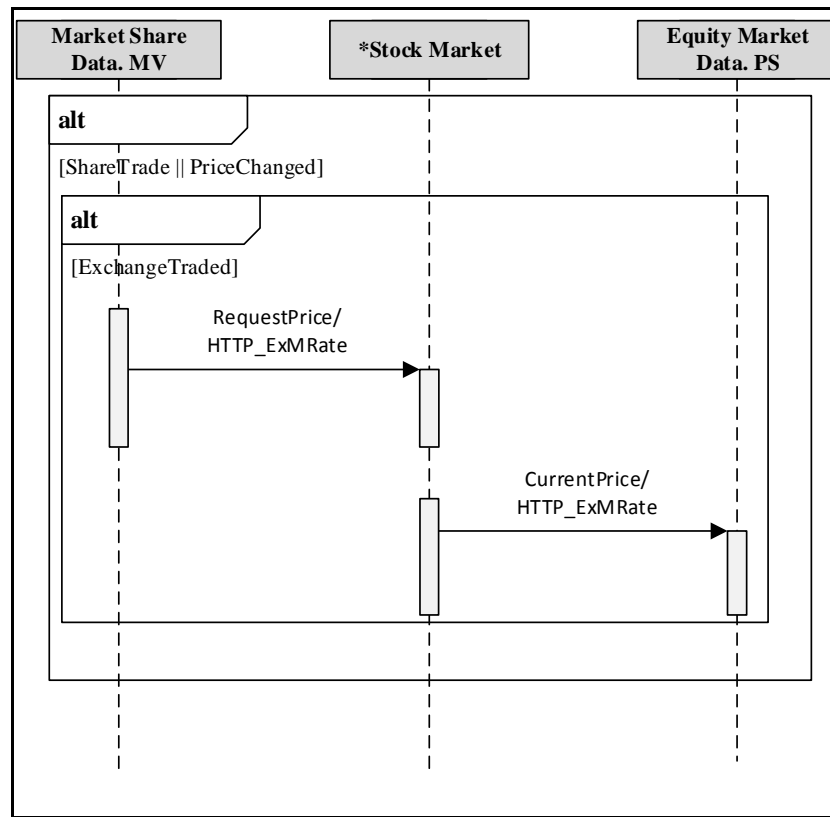 Market Share
Data. MV
*Stock Market
Equity Market
Data. PS
alt
[ShareTrade || PriceChanged]
alt
[ExchangeTraded]
RequestPrice/
HTTP_ExMRate
CurrentPrice/
HTTP_ExMRate